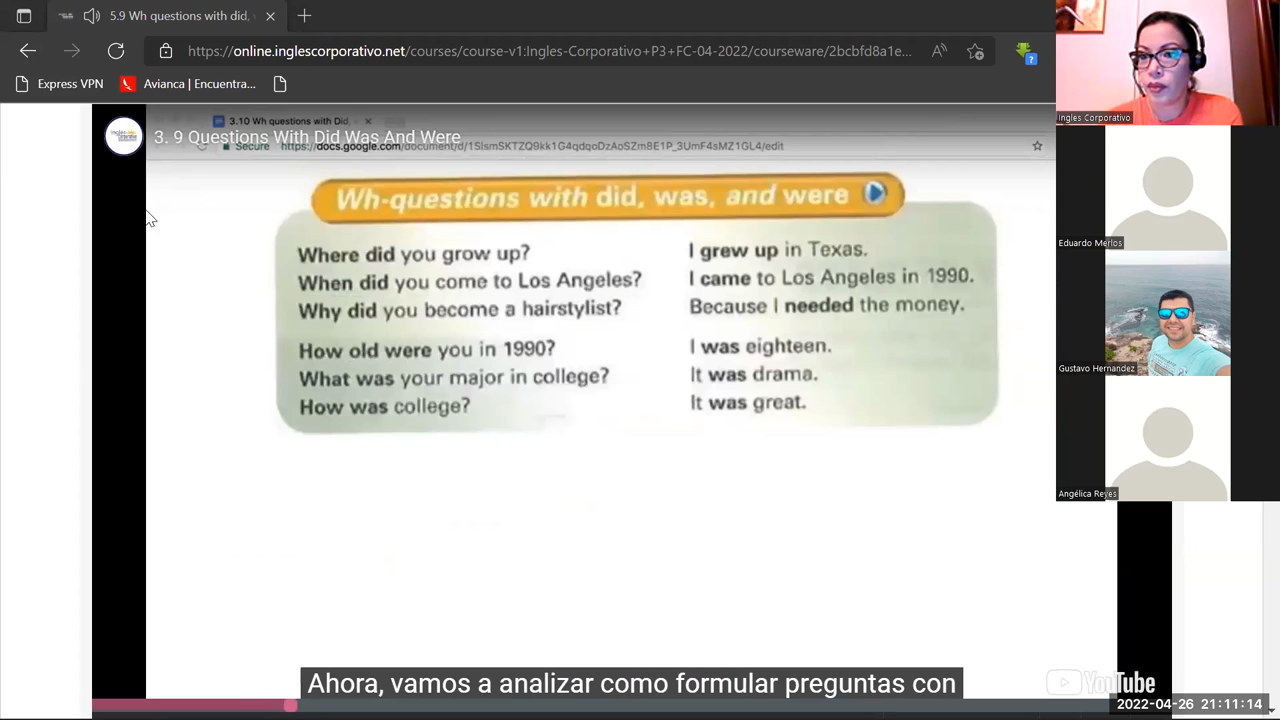 5.9 Wh questions with did,
https://online.inglescorporativo.net/courses/course-v1:Ingles-Corporativo+P3+FC-04-2022/courseware/2bcbfd8a1e...
Express VPN
Avianca | Encuentra...
3.10 Wh questions with Did,
3. 9 Questions With Did Was And Were
Secure https://docs.google.com/document/d/1SlsmSKTZQ9kk1G4qdqoDzAoSZm8E1P_3UmF4sMZ1GL4/edit
Wh-questions with did, was, and were
Where did you grow up? I grew up in Texas.
When did you come to Los Angeles? I came to Los Angeles in 1990.
Why did you become a hairstylist? Because I needed the money.
How old were you in 1990? I was eighteen.
What was your major in college? It was drama.
How was college? It was great.
Ahora, vamos a analizar como formular preguntas con
YouTube
2022-04-26 21:11:14
Ingles Corporativo
Eduardo Merlos
Gustavo Hernandez
Angélica Reyes